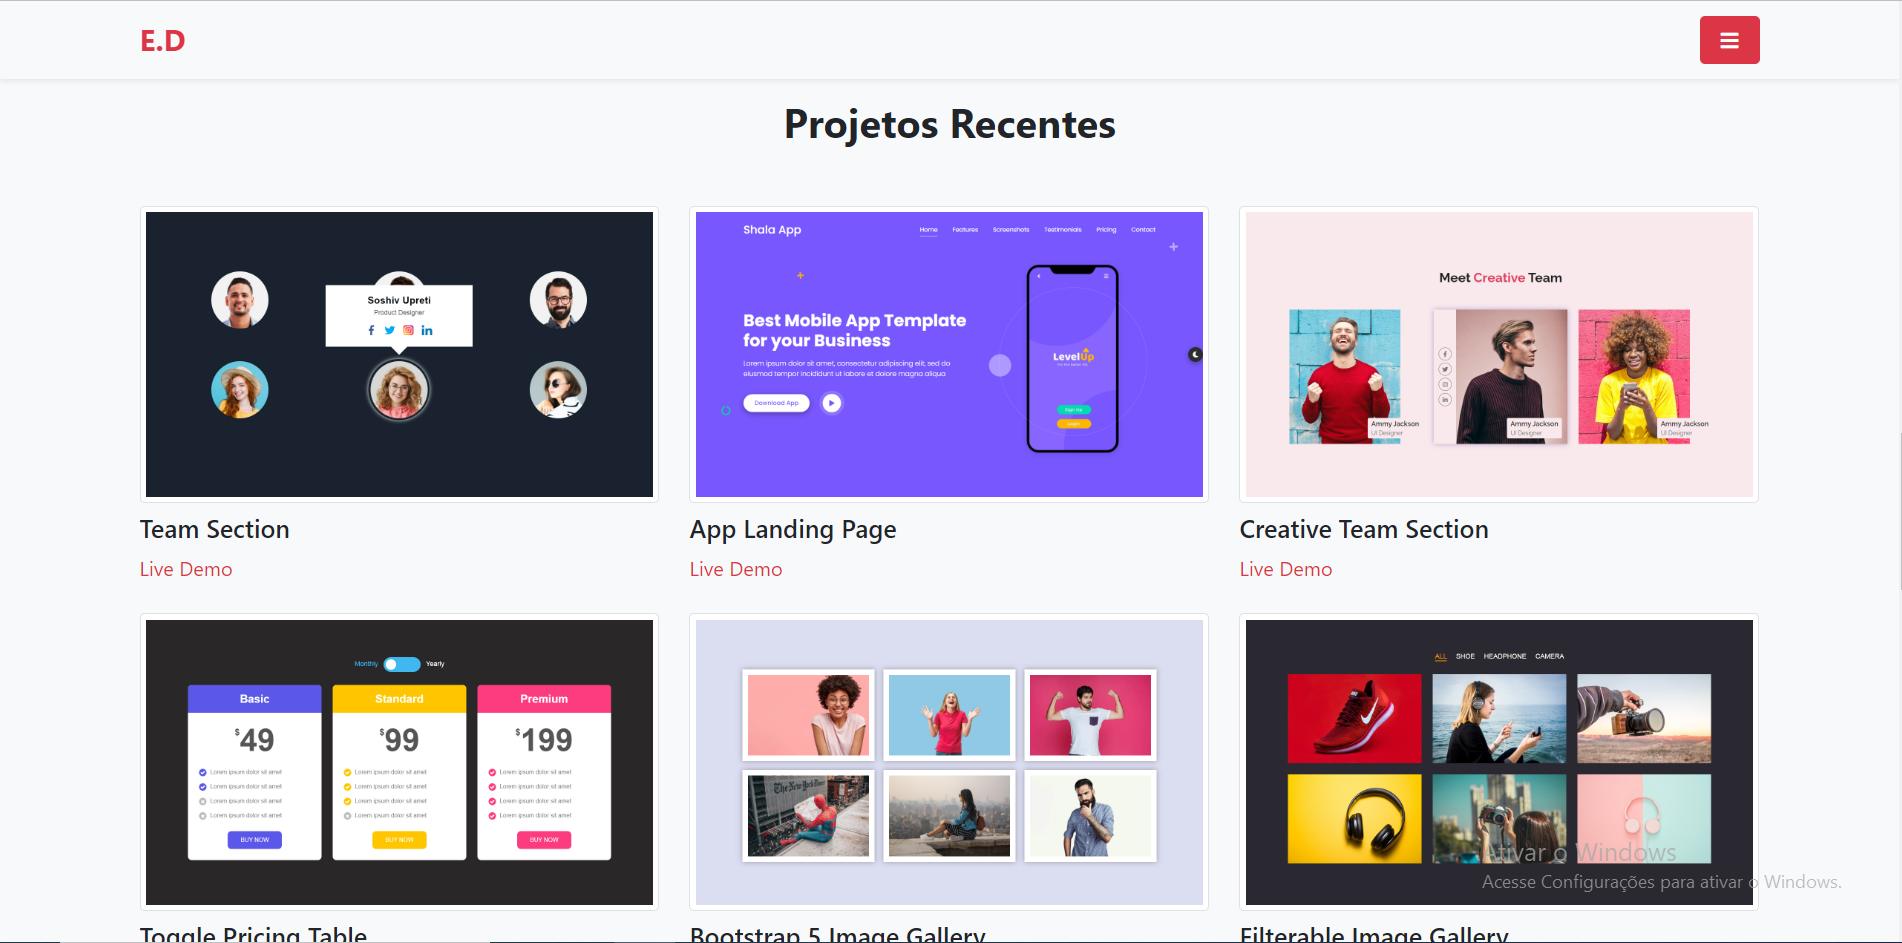 E.D
Projetos Recentes
Soshiv Upreti
Product Designer
Team Section
Live Demo
Shala App
Home Features Screenshots Testimonials Pricing Contact
Best Mobile App Template
for your Business
Lorem ipsum dolor sit amet, consectetur adipiscing elit, sed do
eiusmod tempor incididunt ut labore et dolore magna aliqua
Download App
LevelUp
Sign Up
App Landing Page
Live Demo
Meet Creative Team
Ammy Jackson
UI Designer
Ammy Jackson
UI Designer
Ammy Jackson
UI Designer
Creative Team Section
Live Demo
Monthly Yearly
Basic
$49
Lorem ipsum dolor sit amet
Lorem ipsum dolor sit amet
Lorem ipsum dolor sit amet
Lorem ipsum dolor sit amet
BUY NOW
Standard
$99
Lorem ipsum dolor sit amet
Lorem ipsum dolor sit amet
Lorem ipsum dolor sit amet
Lorem ipsum dolor sit amet
BUY NOW
Premium
$199
Lorem ipsum dolor sit amet
Lorem ipsum dolor sit amet
Lorem ipsum dolor sit amet
Lorem ipsum dolor sit amet
BUY NOW
Toggle Pricing Table
The New York Times
Bootstrap 5 Image Gallery
ALL SHOE HEADPHONE CAMERA
Filterable Image Gallery
Ativar o Windows
Acesse Configurações para ativar o Windows.